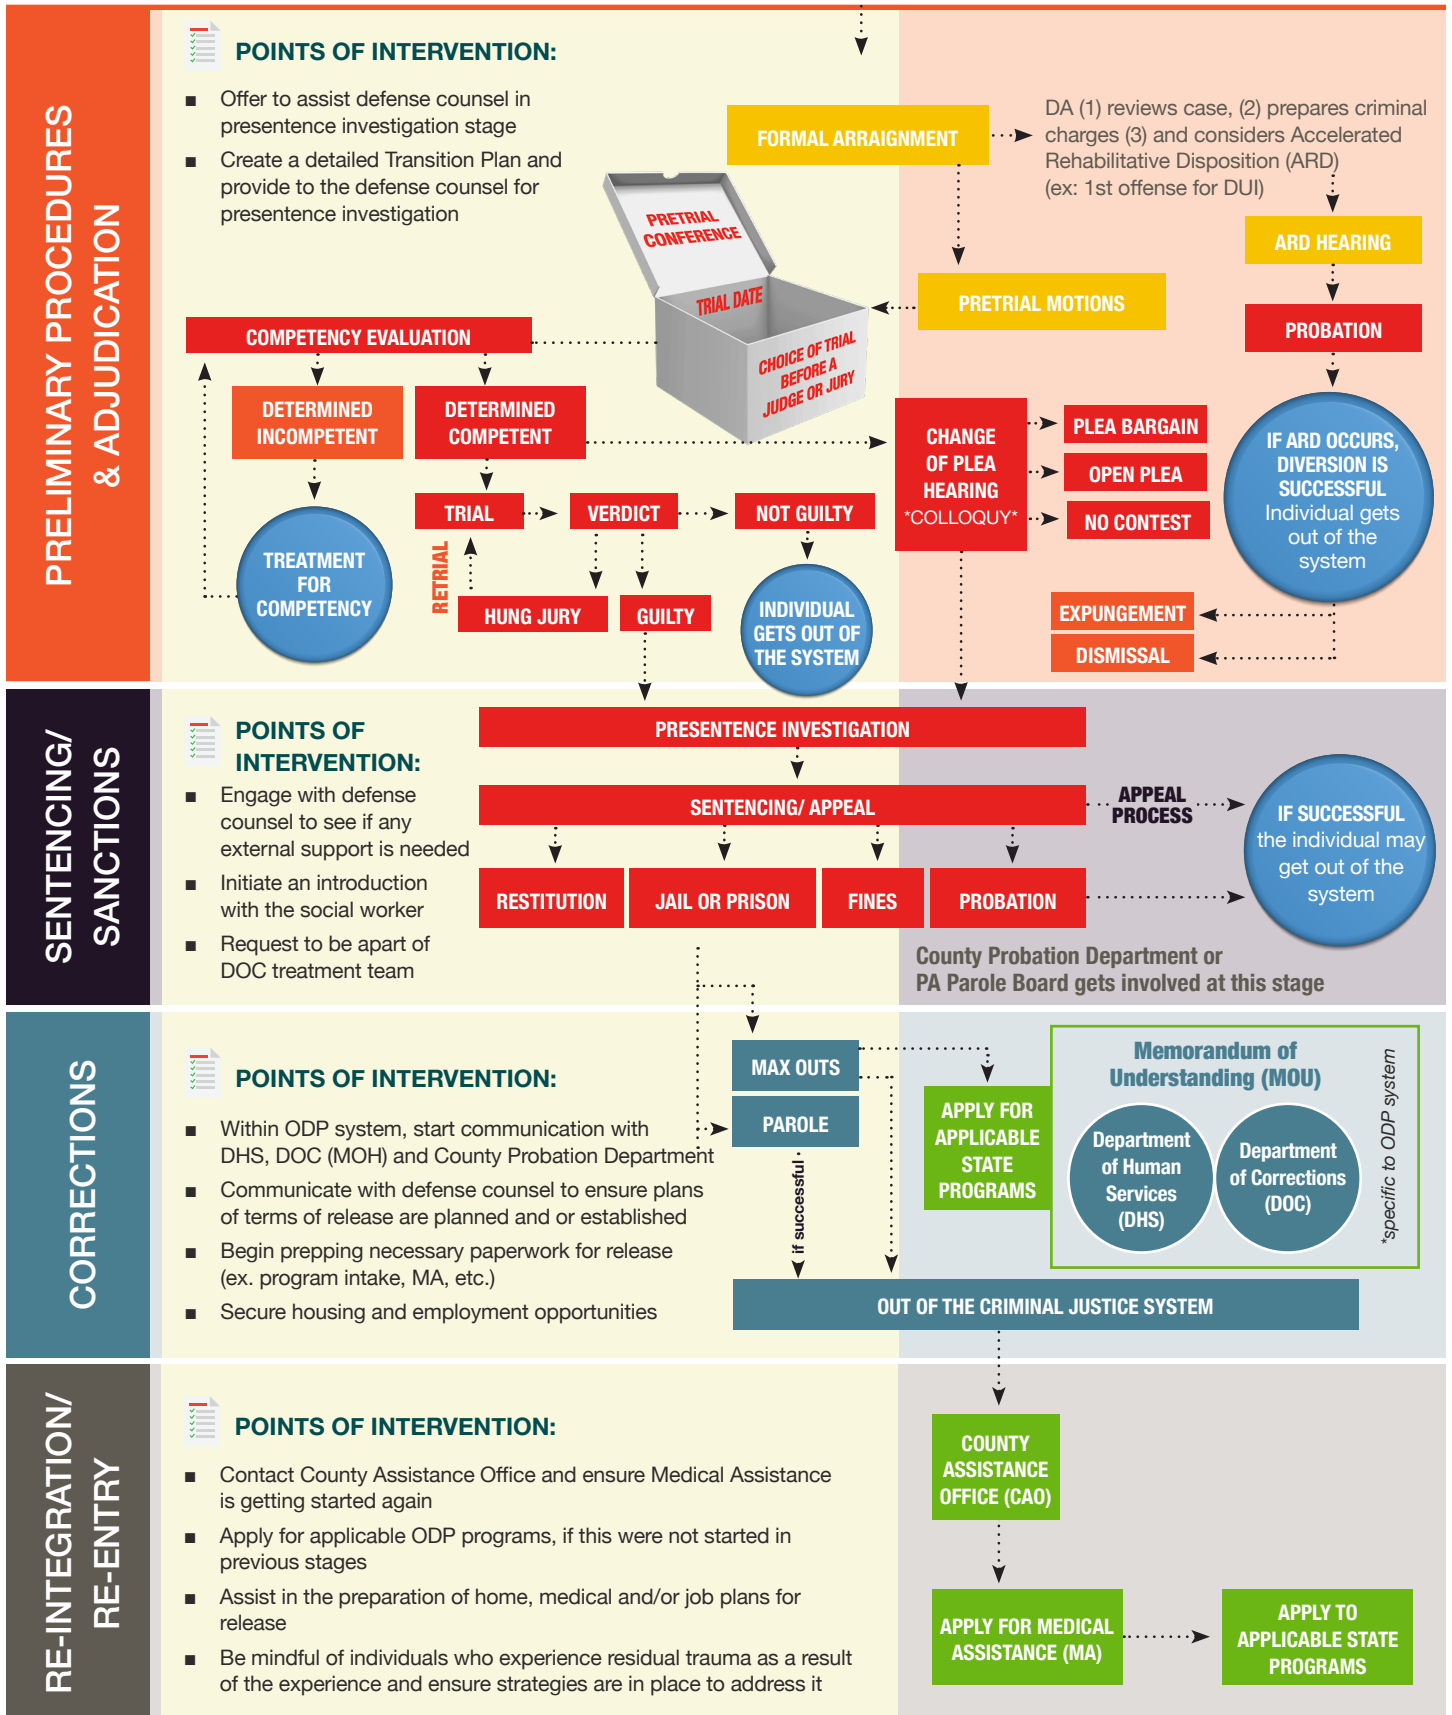 PRELIMINARY PROCEDURES
& ADJUDICATION
POINTS OF INTERVENTION:
■ Offer to assist defense counsel in
presentence investigation stage
■ Create a detailed Transition Plan and
provide to the defense counsel for
presentence investigation
FORMAL ARRAIGNMENT
DA (1) reviews case, (2) prepares criminal
charges (3) and considers Accelerated
Rehabilitative Disposition (ARD)
(ex: 1st offense for DUI)
PRETRIAL
CONFERENCE
TRIAL DATE
CHOICE OF TRIAL
BEFORE A
JUDGE OR JURY
PRETRIAL MOTIONS
ARD HEARING
PROBATION
IF ARD OCCURS,
DIVERSION IS
SUCCESSFUL
Individual gets
out of the
system
EXPUNGEMENT
DISMISSAL
COMPETENCY EVALUATION
DETERMINED
INCOMPETENT
DETERMINED
COMPETENT
TREATMENT
FOR
COMPETENCY
TRIAL
VERDICT
NOT GUILTY
RETRIAL
HUNG JURY
GUILTY
INDIVIDUAL
GETS OUT OF
THE SYSTEM
CHANGE
OF PLEA
HEARING
*COLLOQUY*
PLEA BARGAIN
OPEN PLEA
NO CONTEST
SENTENCING/
SANCTIONS
POINTS OF
INTERVENTION:
■ Engage with defense
counsel to see if any
external support is needed
■ Initiate an introduction
with the social worker
■ Request to be apart of
DOC treatment team
PRESENTENCE INVESTIGATION
SENTENCING/ APPEAL
APPEAL
PROCESS
IF SUCCESSFUL
the individual may
get out of the
system
RESTITUTION
JAIL OR PRISON
FINES
PROBATION
County Probation Department or
PA Parole Board gets involved at this stage
CORRECTIONS
POINTS OF INTERVENTION:
■ Within ODP system, start communication with
DHS, DOC (MOH) and County Probation Department
■ Communicate with defense counsel to ensure plans
of terms of release are planned and or established
■ Begin prepping necessary paperwork for release
(ex. program intake, MA, etc.)
■ Secure housing and employment opportunities
MAX OUTS
PAROLE
if successful
APPLY FOR
APPLICABLE
STATE
PROGRAMS
Memorandum of
Understanding (MOU)
Department
of Human
Services
(DHS)
Department
of Corrections
(DOC)
*specific to ODP system
OUT OF THE CRIMINAL JUSTICE SYSTEM
RE-INTEGRATION/
RE-ENTRY
POINTS OF INTERVENTION:
■ Contact County Assistance Office and ensure Medical Assistance
is getting started again
■ Apply for applicable ODP programs, if this were not started in
previous stages
■ Assist in the preparation of home, medical and/or job plans for
release
■ Be mindful of individuals who experience residual trauma as a result
of the experience and ensure strategies are in place to address it
COUNTY
ASSISTANCE
OFFICE (CAO)
APPLY FOR MEDICAL
ASSISTANCE (MA)
APPLY TO
APPLICABLE STATE
PROGRAMS